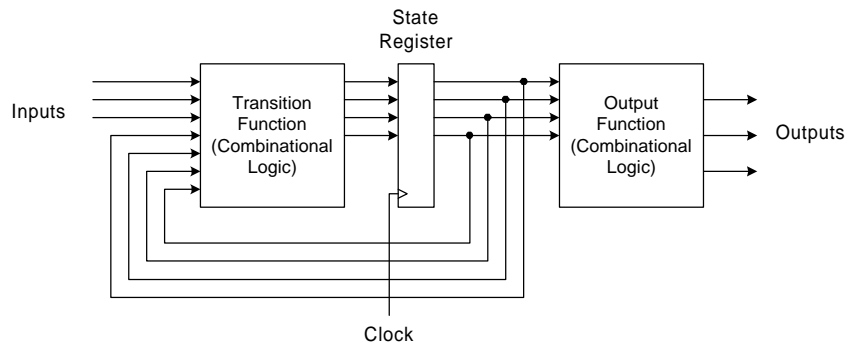 State
Register
Inputs
Transition
Function
(Combinational
Logic)
Output
Function
(Combinational
Logic)
Outputs
Clock